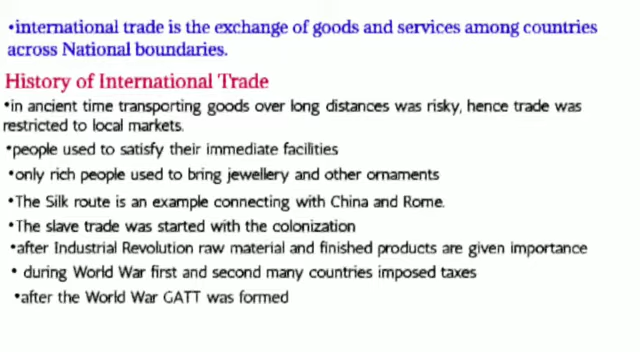 •international trade is the exchange of goods and services among countries
across National boundaries.
History of International Trade
•in ancient time transporting goods over long distances was risky, hence trade was
restricted to local markets.
•people used to satisfy their immediate facilities
•only rich people used to bring jewellery and other ornaments
•The Silk route is an example connecting with China and Rome.
•The slave trade was started with the colonization
•after Industrial Revolution raw material and finished products are given importance
• during World War first and second many countries imposed taxes
•after the World War GATT was formed